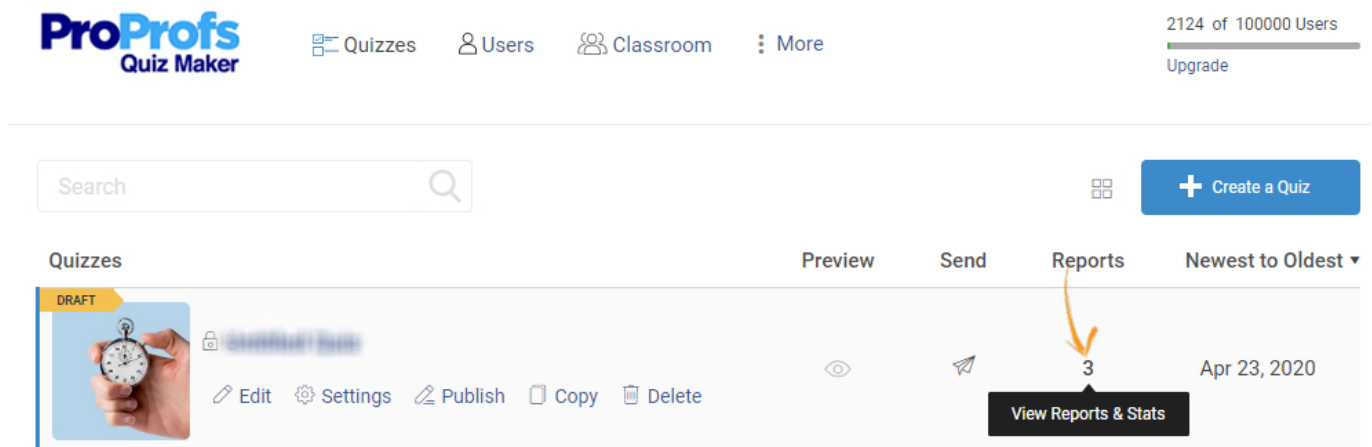 ProProfs
Quiz Maker
Quizzes
Users
Classroom
More
2124 of 100000 Users
Upgrade
Search
Create a Quiz
Quizzes
Preview
Send
Reports
Newest to Oldest
DRAFT
Edit
Settings
Publish
Copy
Delete
3
Apr 23, 2020
View Reports & Stats